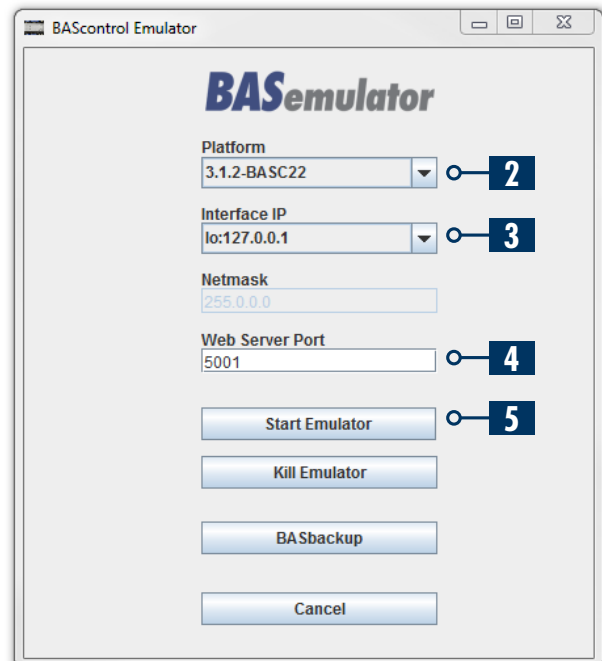 BAScontrol Emulator
BASemulator
Platform
3.1.2-BASC22
2
Interface IP
lo:127.0.0.1
3
Netmask
255.0.0.0
Web Server Port
5001
4
Start Emulator
5
Kill Emulator
BASbackup
Cancel